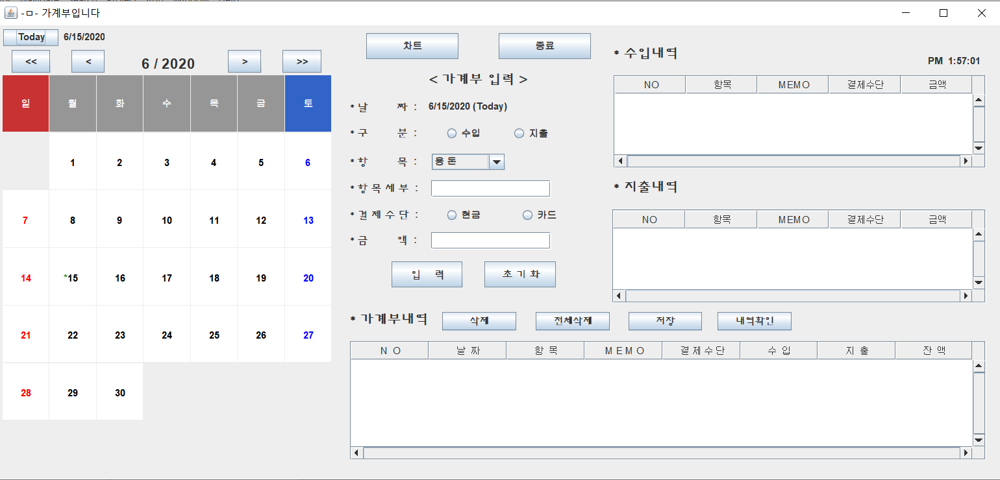 -ㅁ- 가계부입니다
Today 6/15/2020
<< < 6 / 2020 > >>
일 월 화 수 목 금 토
1 2 3 4 5 6
7 8 9 10 11 12 13
14 *15 16 17 18 19 20
21 22 23 24 25 26 27
28 29 30
차트 종료
< 가계부 입력 >
* 날 짜 : 6/15/2020 (Today)
* 구 분 : 수입 지출
* 항 목 : 용 돈
* 항 목 세 부 :
* 결 제 수 단 : 현금 카드
* 금 액 :
입 력 초 기 화
* 수입내역
PM 1:57:01
NO 항목 MEMO 결제수단 금액
* 지출내역
NO 항목 MEMO 결제수단 금액
* 가계부내역 삭제 전체삭제 저장 내역확인
N O 날 짜 항 목 M E M O 결 제 수 단 수 입 지 출 잔 액